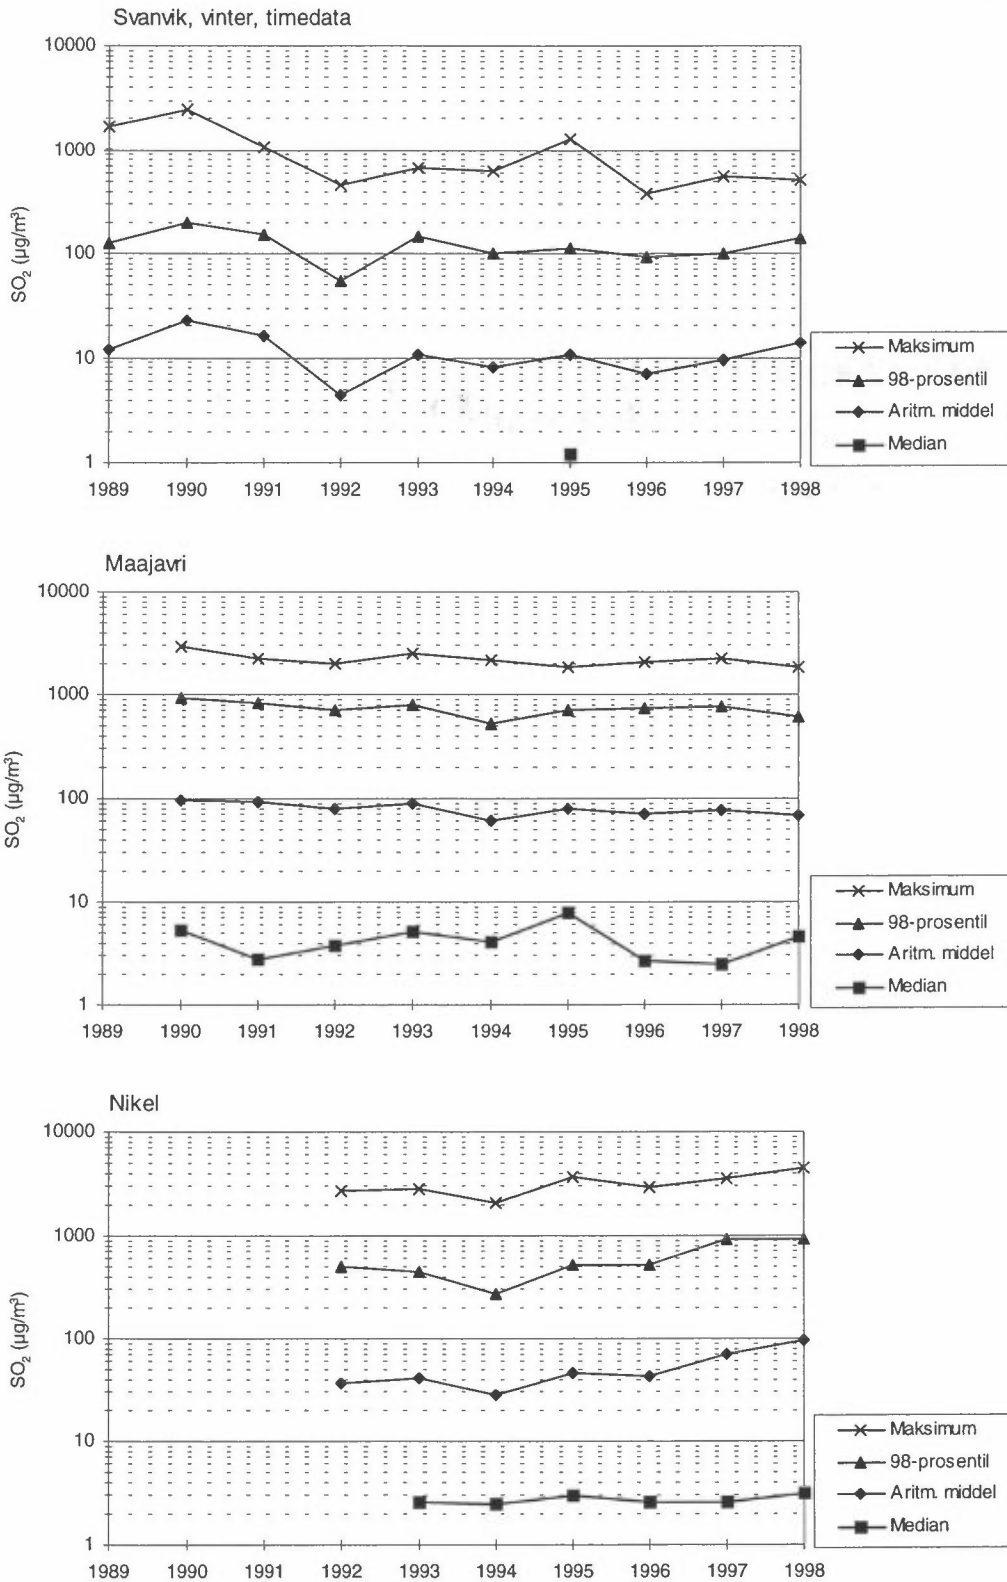 Svanvik, vinter, timedata
10000
1000
100
10
1
SO₂ (µg/m³)
1989 1990 1991 1992 1993 1994 1995 1996 1997 1998
Maksimum
98-prosentil
Aritm. middel
Median
Maajavri
10000
1000
100
10
1
SO₂ (µg/m³)
1989 1990 1991 1992 1993 1994 1995 1996 1997 1998
Maksimum
98-prosentil
Aritm. middel
Median
Nikel
10000
1000
100
10
1
SO₂ (µg/m³)
1989 1990 1991 1992 1993 1994 1995 1996 1997 1998
Maksimum
98-prosentil
Aritm. middel
Median